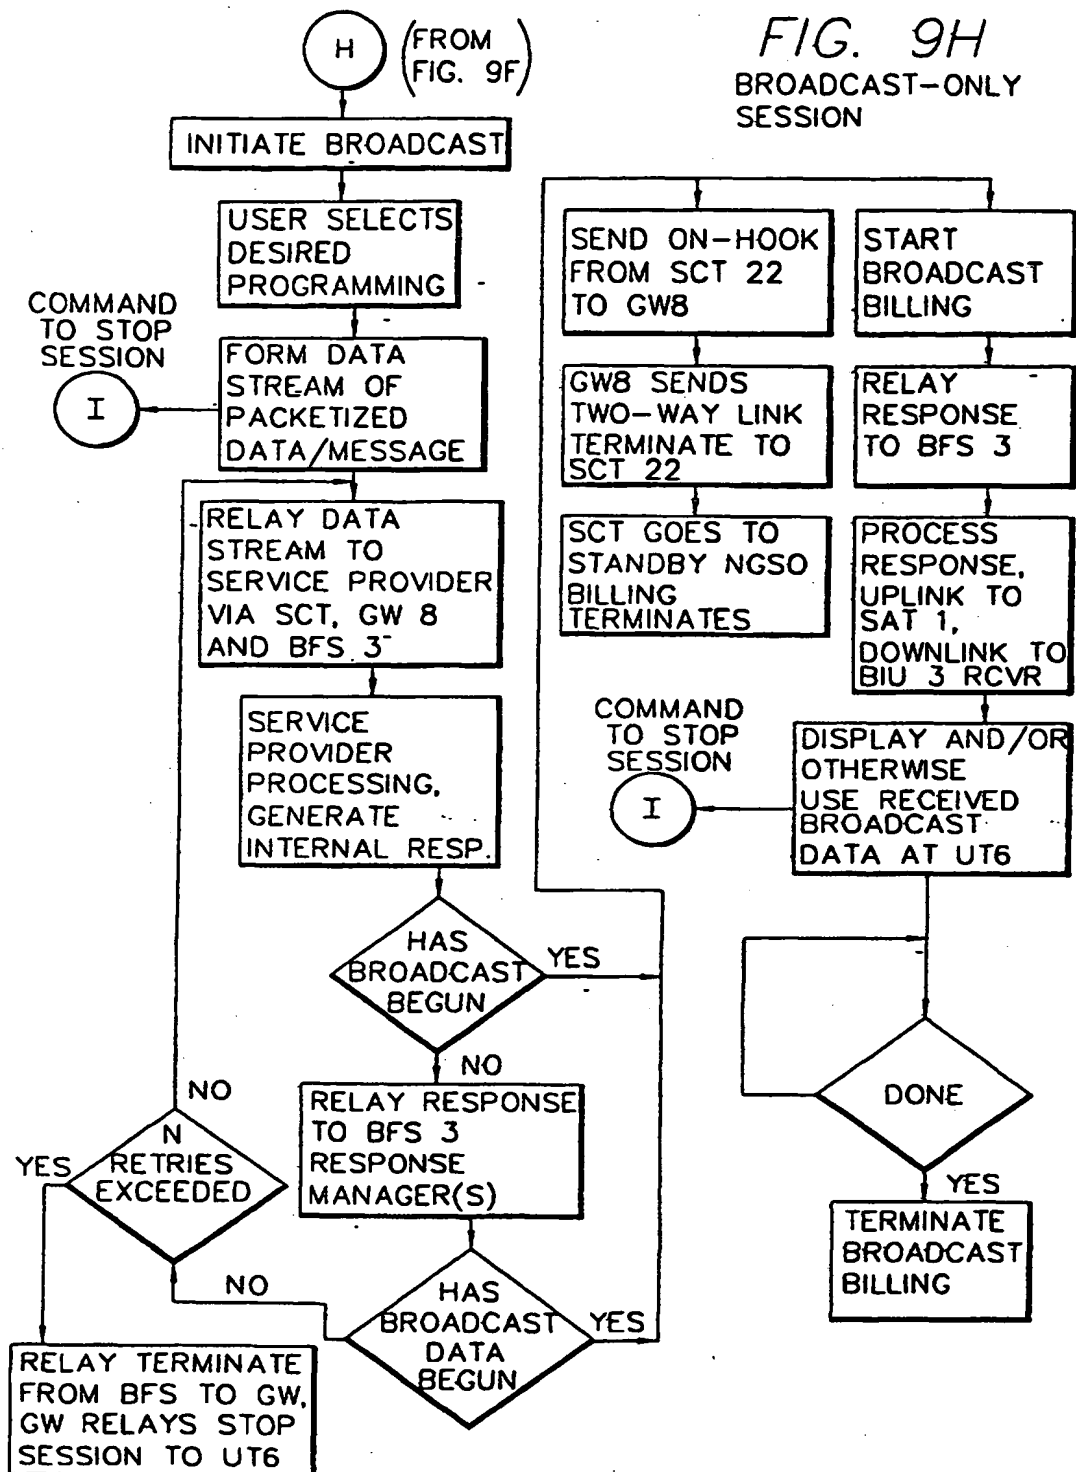 H
(FROM
FIG. 9F)
FIG. 9H
BROADCAST-ONLY
SESSION
INITIATE BROADCAST
USER SELECTS
DESIRED
PROGRAMMING
COMMAND
TO STOP
SESSION
I
FORM DATA
STREAM OF
PACKETIZED
DATA/MESSAGE
RELAY DATA
STREAM TO
SERVICE PROVIDER
VIA SCT, GW 8
AND BFS 3
SERVICE
PROVIDER
PROCESSING,
GENERATE
INTERNAL RESP.
HAS
BROADCAST
BEGUN
YES
NO
RELAY RESPONSE
TO BFS 3
RESPONSE
MANAGER(S)
HAS
BROADCAST
DATA
BEGUN
YES
NO
N
RETRIES
EXCEEDED
NO
YES
RELAY TERMINATE
FROM BFS TO GW,
GW RELAYS STOP
SESSION TO UT6
SEND ON-HOOK
FROM SCT 22
TO GW8
GW8 SENDS
TWO-WAY LINK
TERMINATE TO
SCT 22
SCT GOES TO
STANDBY NGSO
BILLING
TERMINATES
START
BROADCAST
BILLING
RELAY
RESPONSE
TO BFS 3
PROCESS
RESPONSE,
UPLINK TO
SAT 1,
DOWNLINK TO
BIU 3 RCVR
COMMAND
TO STOP
SESSION
I
DISPLAY AND/OR
OTHERWISE
USE RECEIVED
BROADCAST
DATA AT UT6
DONE
YES
TERMINATE
BROADCAST
BILLING